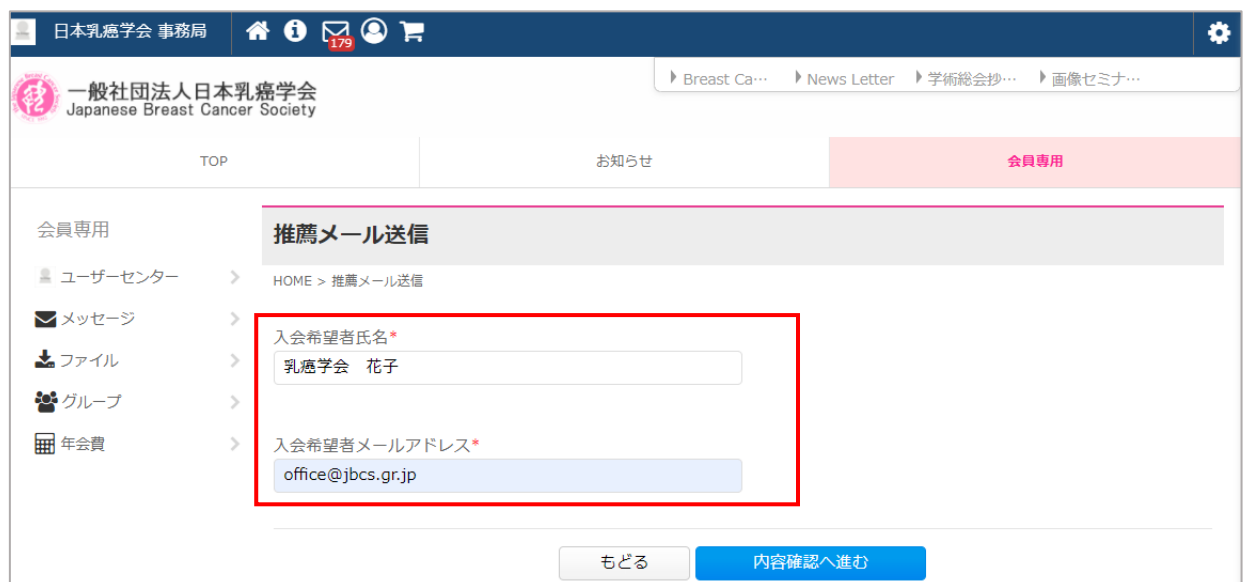 日本乳癌学会 事務局
179
一般社団法人日本乳癌学会
Japanese Breast Cancer Society
Breast Ca… News Letter 学術総会抄… 画像セミナ…
TOP お知らせ 会員専用
会員専用
ユーザーセンター
メッセージ
ファイル
グループ
年会費
推薦メール送信
HOME > 推薦メール送信
入会希望者氏名*
乳癌学会　花子
入会希望者メールアドレス*
office@jbcs.gr.jp
もどる 内容確認へ進む